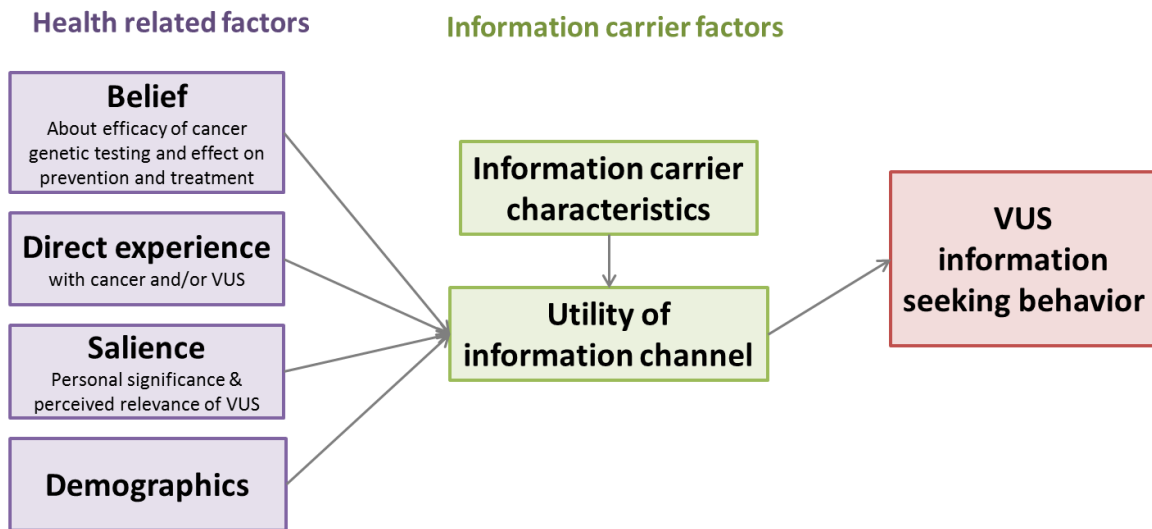 Health related factors
Information carrier factors
Belief
About efficacy of cancer
genetic testing and effect on
prevention and treatment
Direct experience
with cancer and/or VUS
Salience
Personal significance &
perceived relevance of VUS
Demographics
Information carrier
characteristics
Utility of
information channel
VUS
information
seeking behavior